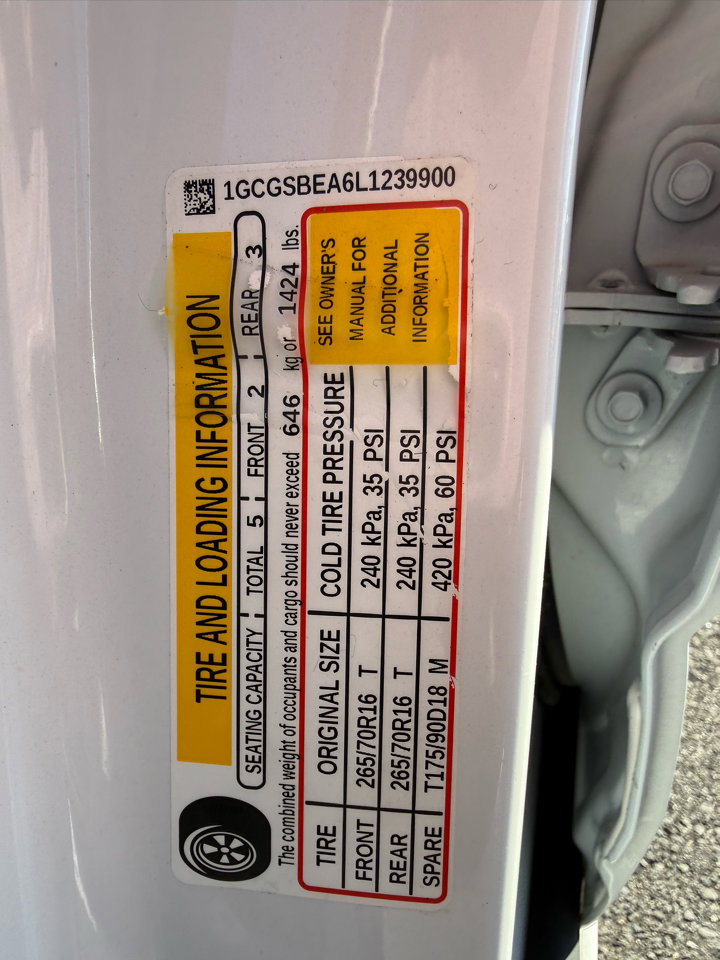 1GCGSBEA6L1239900
TIRE AND LOADING INFORMATION
SEATING CAPACITY TOTAL 5 FRONT 2 REAR 3
The combined weight of occupants and cargo should never exceed 646 kg or 1424 lbs.
TIRE ORIGINAL SIZE COLD TIRE PRESSURE
FRONT 265/70R16 T 240 kPa, 35 PSI
REAR 265/70R16 T 240 kPa, 35 PSI
SPARE T175/90D18 M 420 kPa, 60 PSI
SEE OWNER'S
MANUAL FOR
ADDITIONAL
INFORMATION